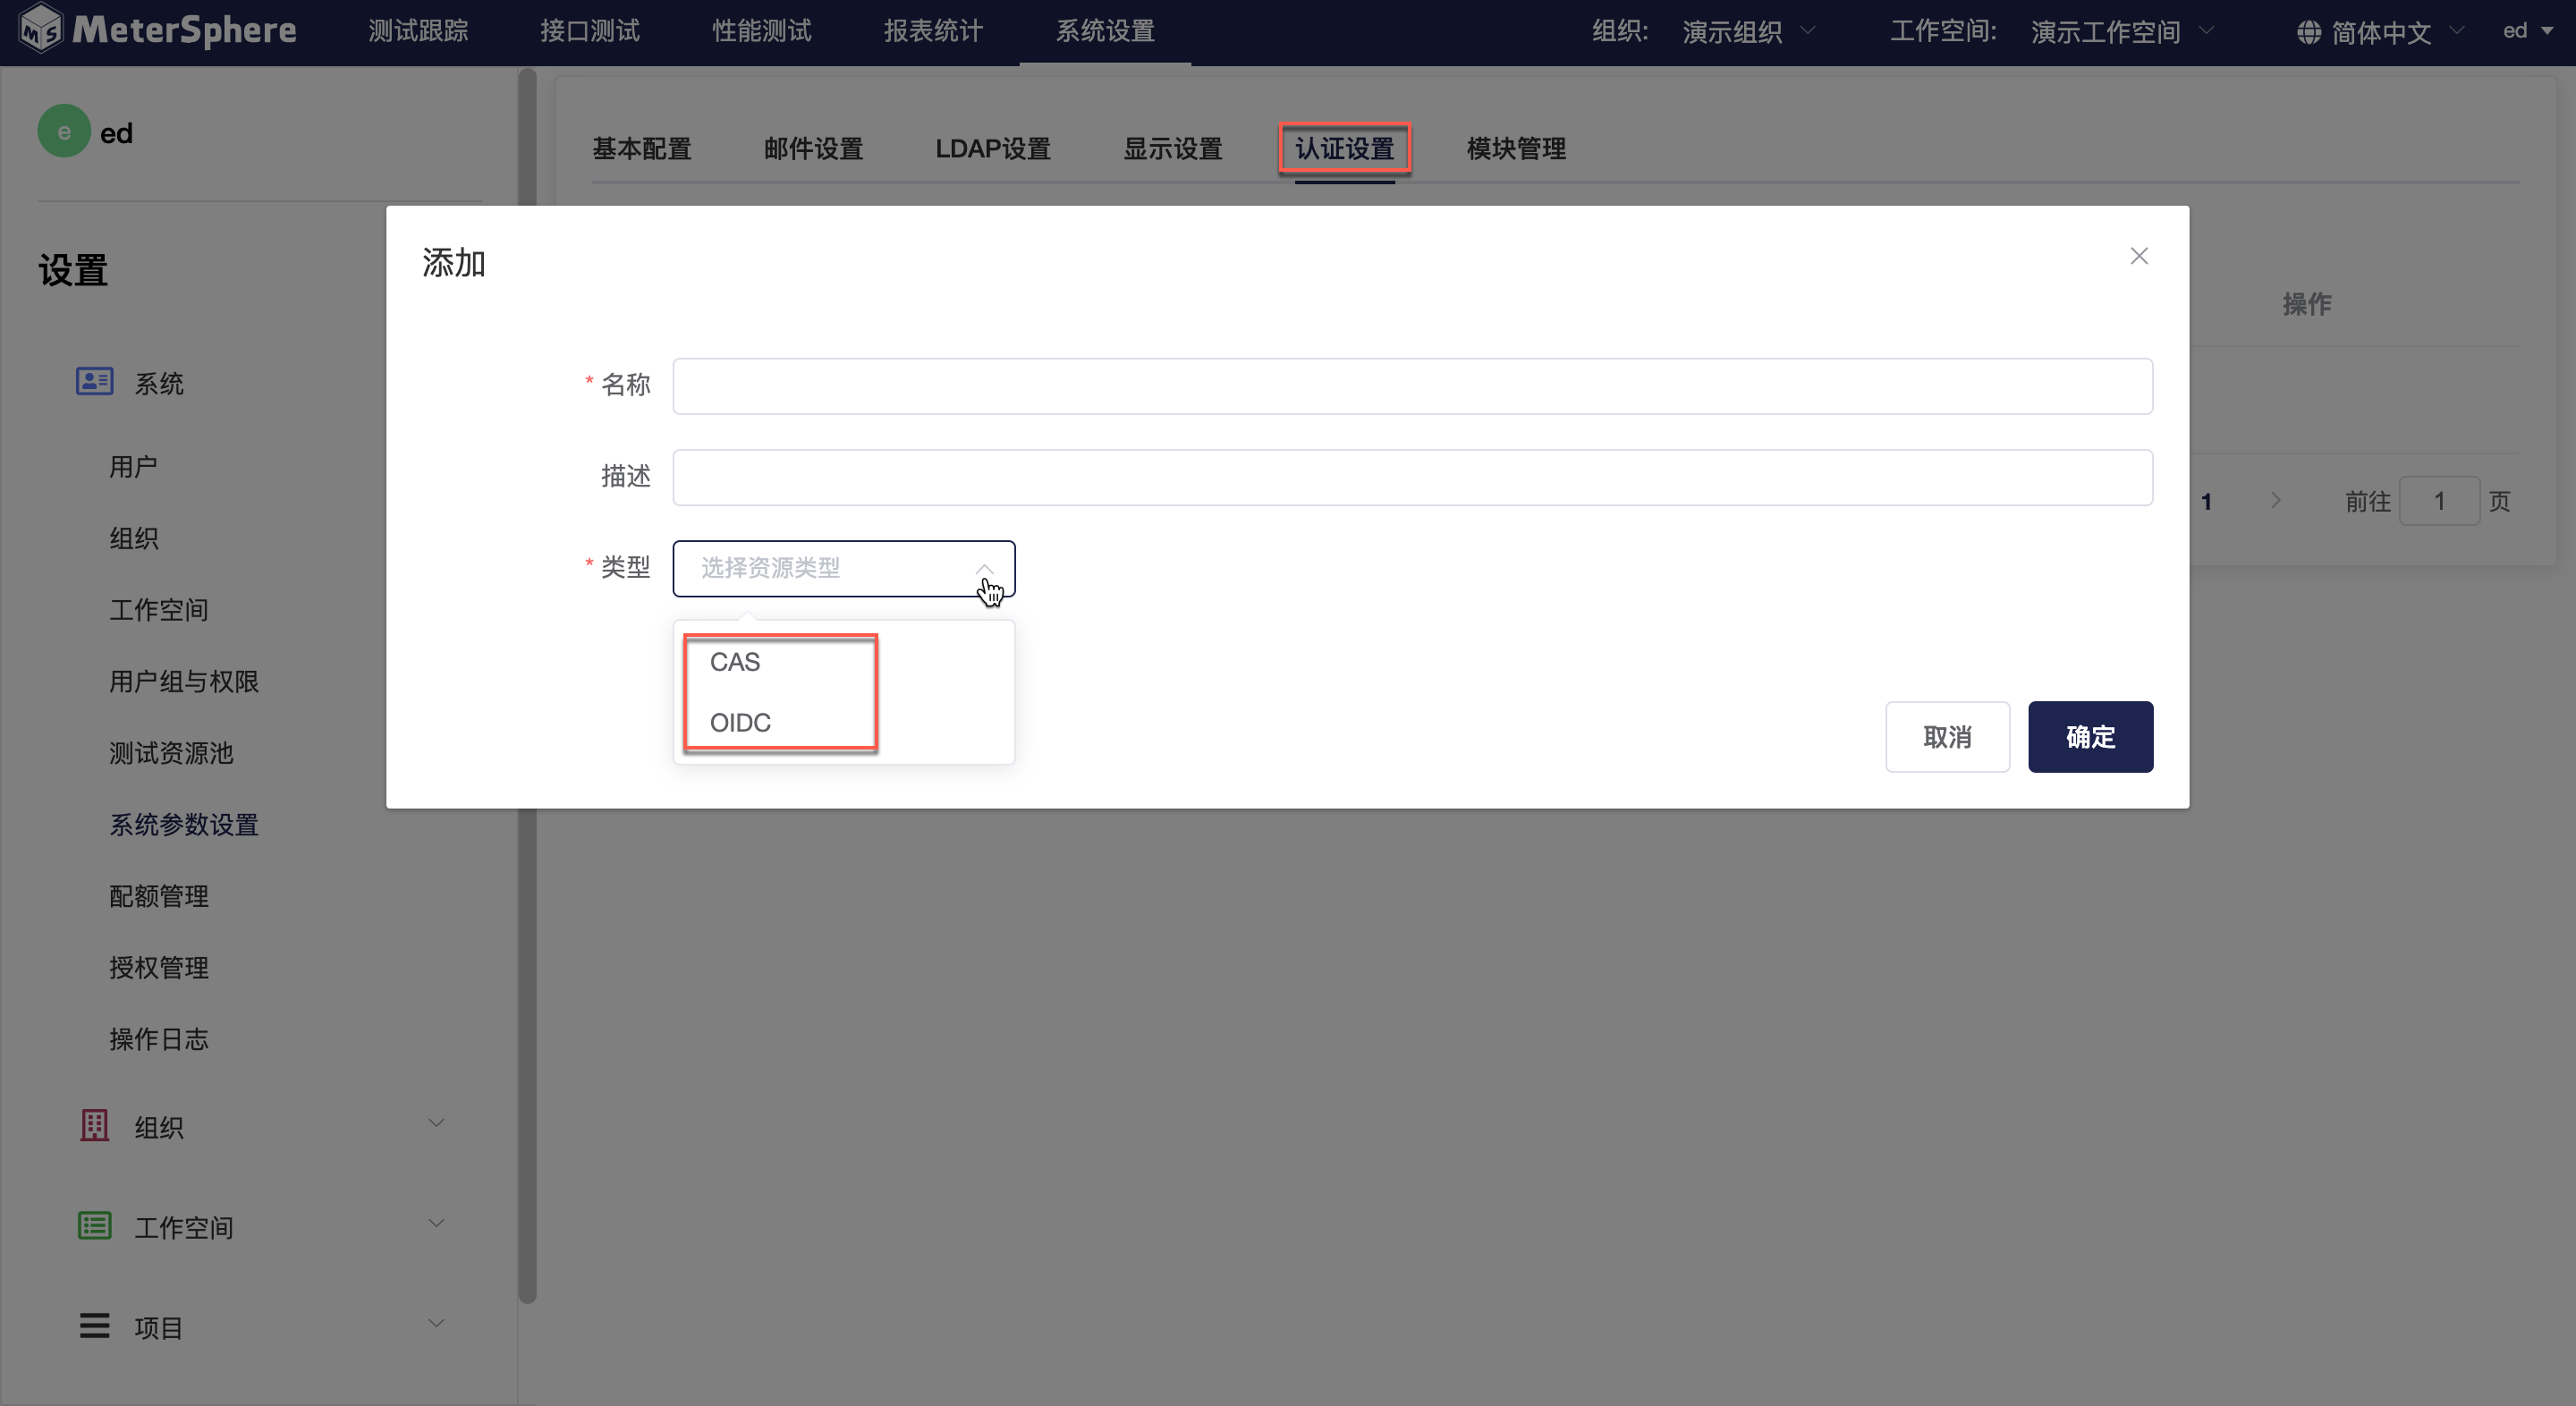 MeterSphere 测试跟踪 接口测试 性能测试 报表统计 系统设置 组织: 演示组织 工作空间: 演示工作空间 简体中文 ed
e ed
基本配置 邮件设置 LDAP设置 显示设置 认证设置 模块管理
设置
添加
操作
系统
* 名称
用户
描述
1 前往 1 页
组织
* 类型 选择资源类型
工作空间
CAS
用户组与权限
OIDC
取消 确定
测试资源池
系统参数设置
配额管理
授权管理
操作日志
组织
工作空间
项目